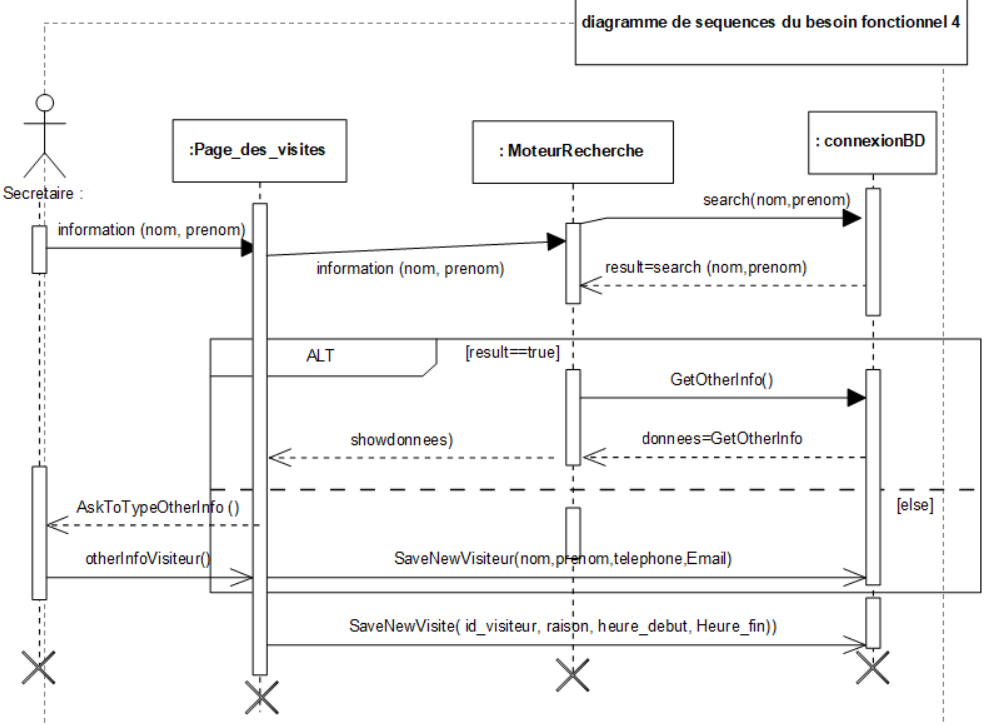 diagramme de sequences du besoin fonctionnel 4
:Page_des_visites
: MoteurRecherche
: connexionBD
Secretaire :
search(nom,prenom)
information (nom, prenom)
information (nom, prenom)
result=search (nom,prenom)
ALT
[result==true]
GetOtherInfo()
showdonnees)
donnees=GetOtherInfo
[else]
AskToTypeOtherInfo ()
otherInfoVisiteur()
SaveNewVisiteur(nom,prenom,telephone,Email)
SaveNewVisite( id_visiteur, raison, heure_debut, Heure_fin))